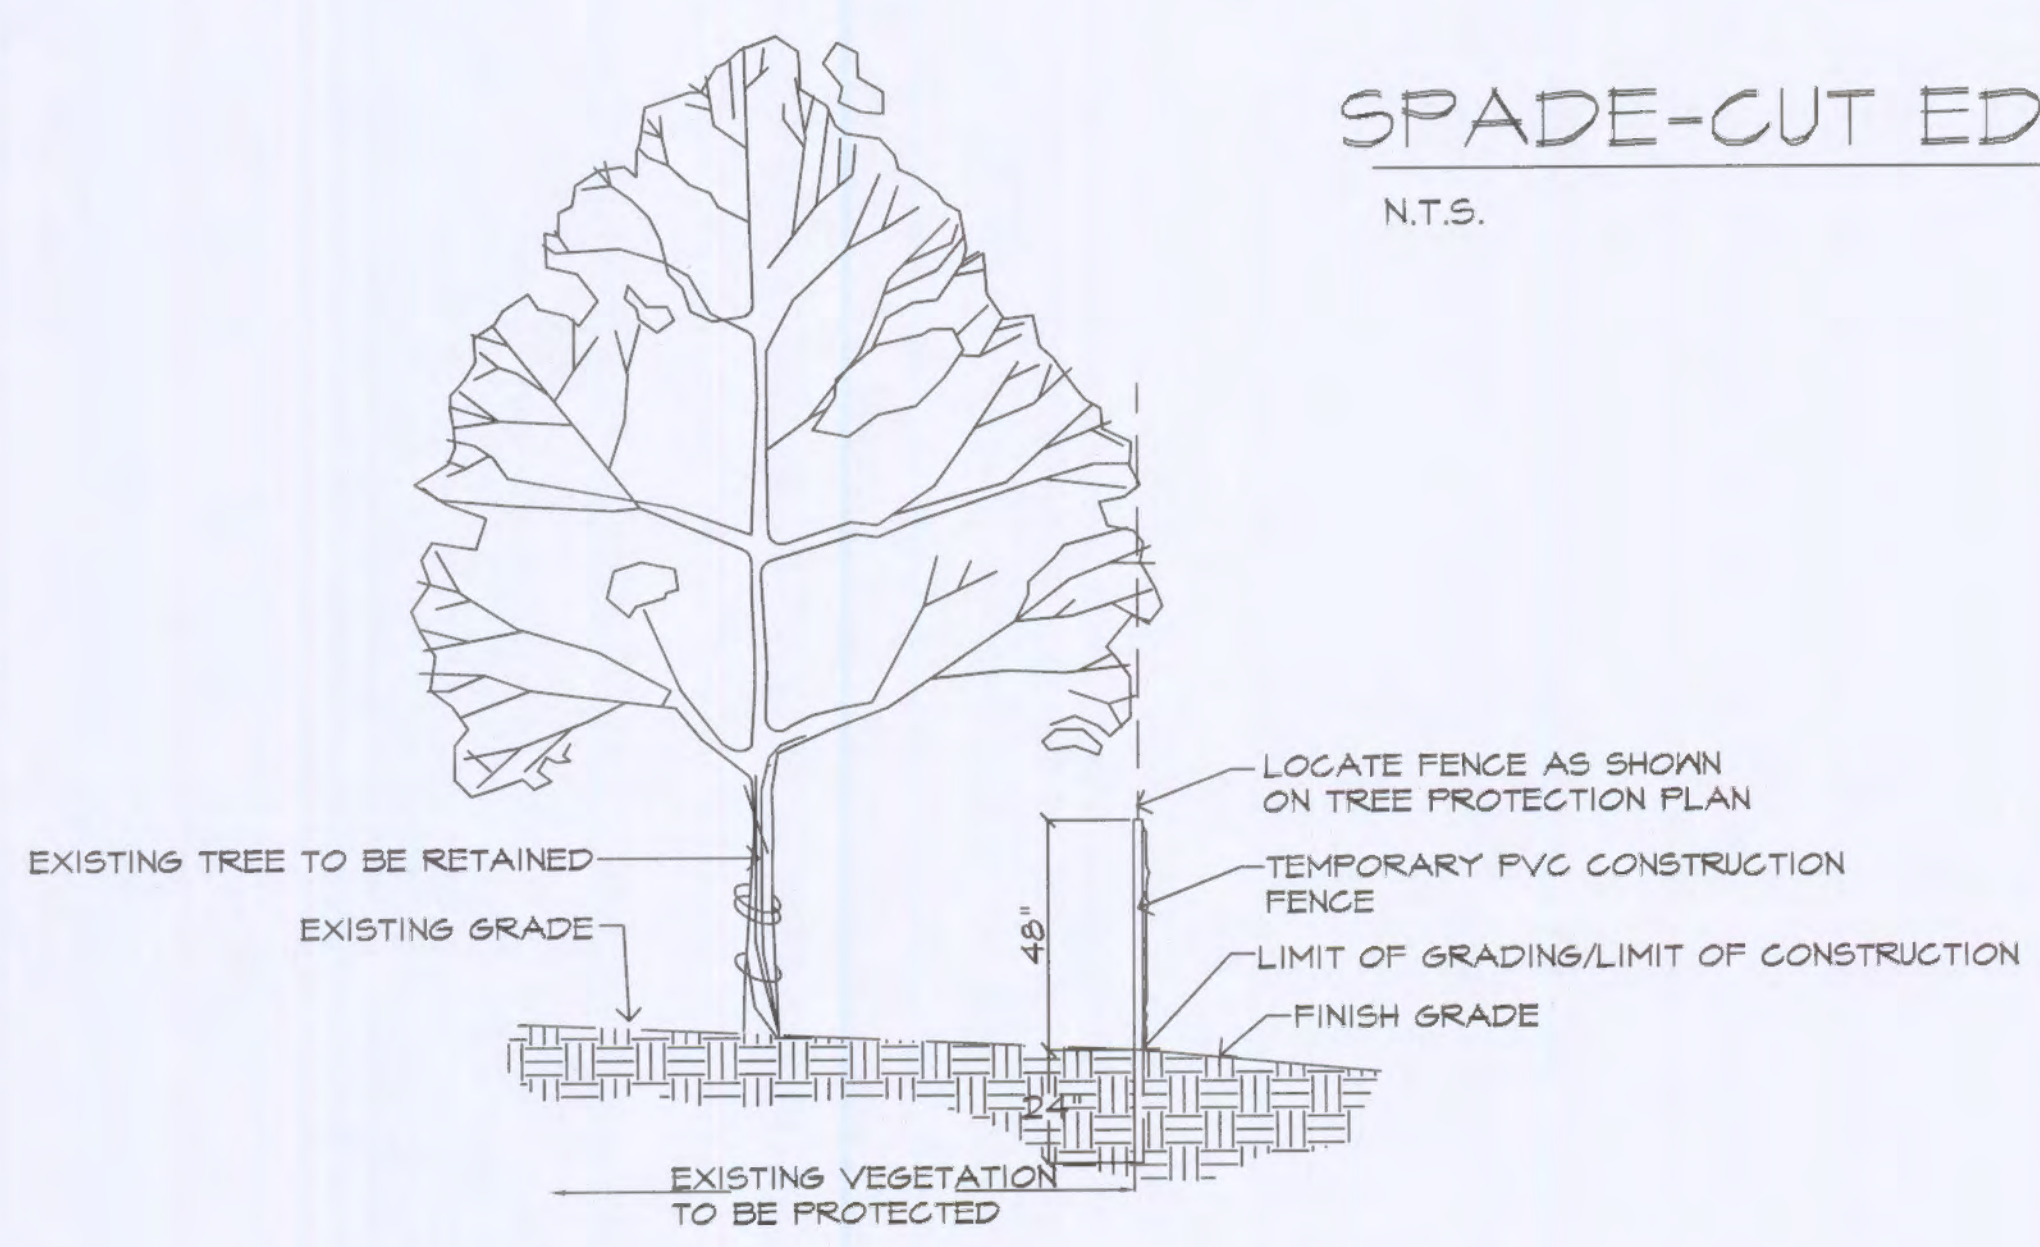 SPADE-CUT ED
N.T.S.
LOCATE FENCE AS SHOWN
ON TREE PROTECTION PLAN
EXISTING TREE TO BE RETAINED
TEMPORARY PVC CONSTRUCTION
FENCE
EXISTING GRADE
48"
LIMIT OF GRADING/LIMIT OF CONSTRUCTION
FINISH GRADE
24"
EXISTING VEGETATION
TO BE PROTECTED